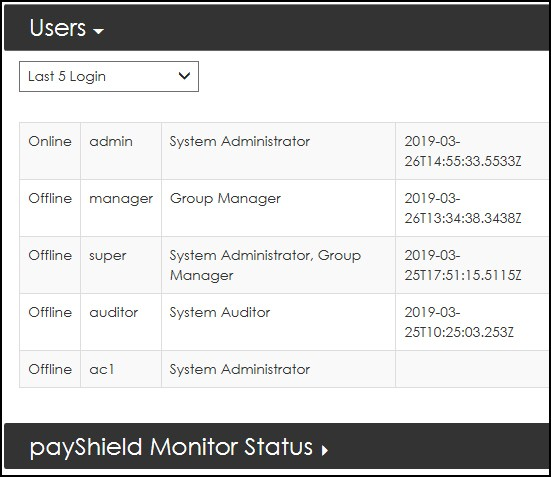 Users
Last 5 Login
Online admin System Administrator 2019-03-
26T14:55:33.5533Z
Offline manager Group Manager 2019-03-
26T13:34:38.3438Z
Offline super System Administrator, Group 2019-03-
Manager 25T17:51:15.5115Z
Offline auditor System Auditor 2019-03-
25T10:25:03.253Z
Offline ac1 System Administrator
payShield Monitor Status